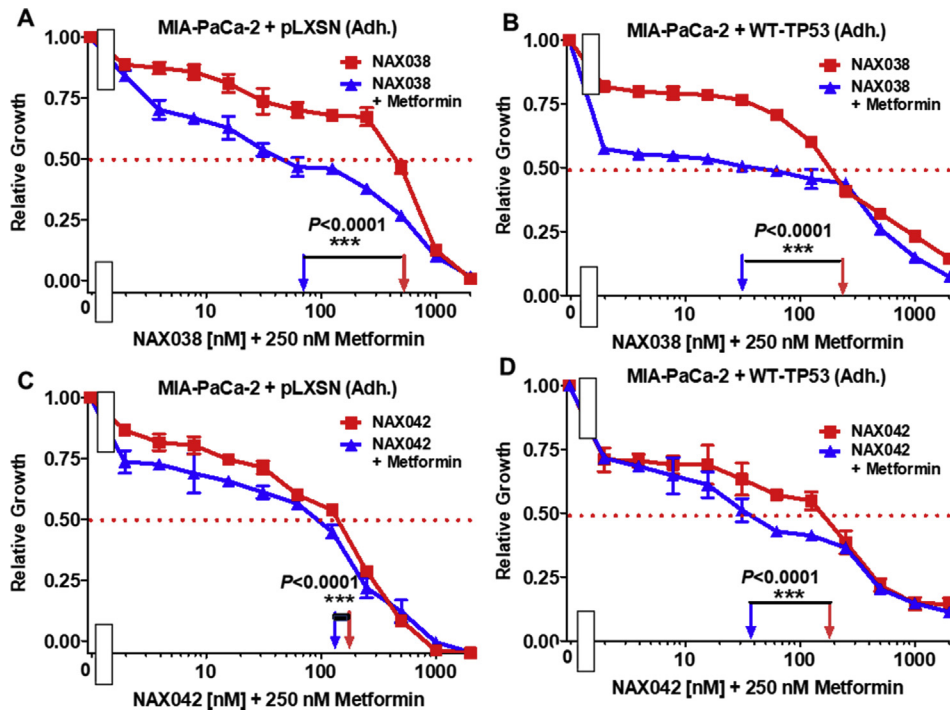 A
MIA-PaCa-2 + pLXSN (Adh.)
NAX038
NAX038
+ Metformin
Relative Growth
1.00
0.75
0.50
0.25
0.00
P<0.0001
***
0
10
100
1000
NAX038 [nM] + 250 nM Metformin
B
MIA-PaCa-2 + WT-TP53 (Adh.)
NAX038
NAX038
+ Metformin
Relative Growth
1.00
0.75
0.50
0.25
0.00
P<0.0001
***
0
10
100
1000
NAX038 [nM] + 250 nM Metformin
C
MIA-PaCa-2 + pLXSN (Adh.)
NAX042
NAX042
+ Metformin
Relative Growth
1.00
0.75
0.50
0.25
0.00
P<0.0001
***
0
10
100
1000
NAX042 [nM] + 250 nM Metformin
D
MIA-PaCa-2 + WT-TP53 (Adh.)
NAX042
NAX042
+ Metformin
Relative Growth
1.00
0.75
0.50
0.25
0.00
P<0.0001
***
0
10
100
1000
NAX042 [nM] + 250 nM Metformin